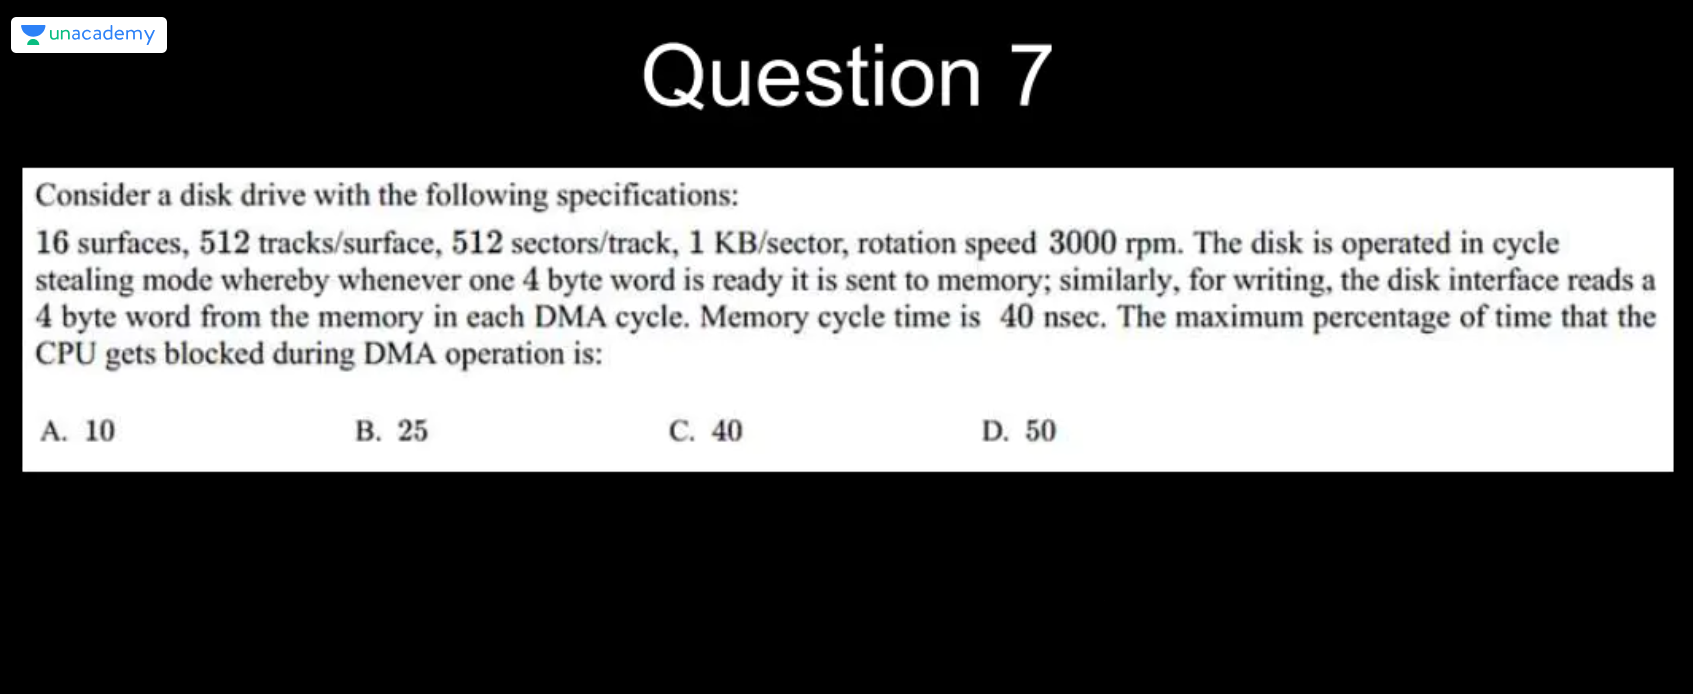 unacademy
Question 7
Consider a disk drive with the following specifications:
16 surfaces, 512 tracks/surface, 512 sectors/track, 1 KB/sector, rotation speed 3000 rpm. The disk is operated in cycle
stealing mode whereby whenever one 4 byte word is ready it is sent to memory; similarly, for writing, the disk interface reads a
4 byte word from the memory in each DMA cycle. Memory cycle time is 40 nsec. The maximum percentage of time that the
CPU gets blocked during DMA operation is:
A. 10 B. 25 C. 40 D. 50